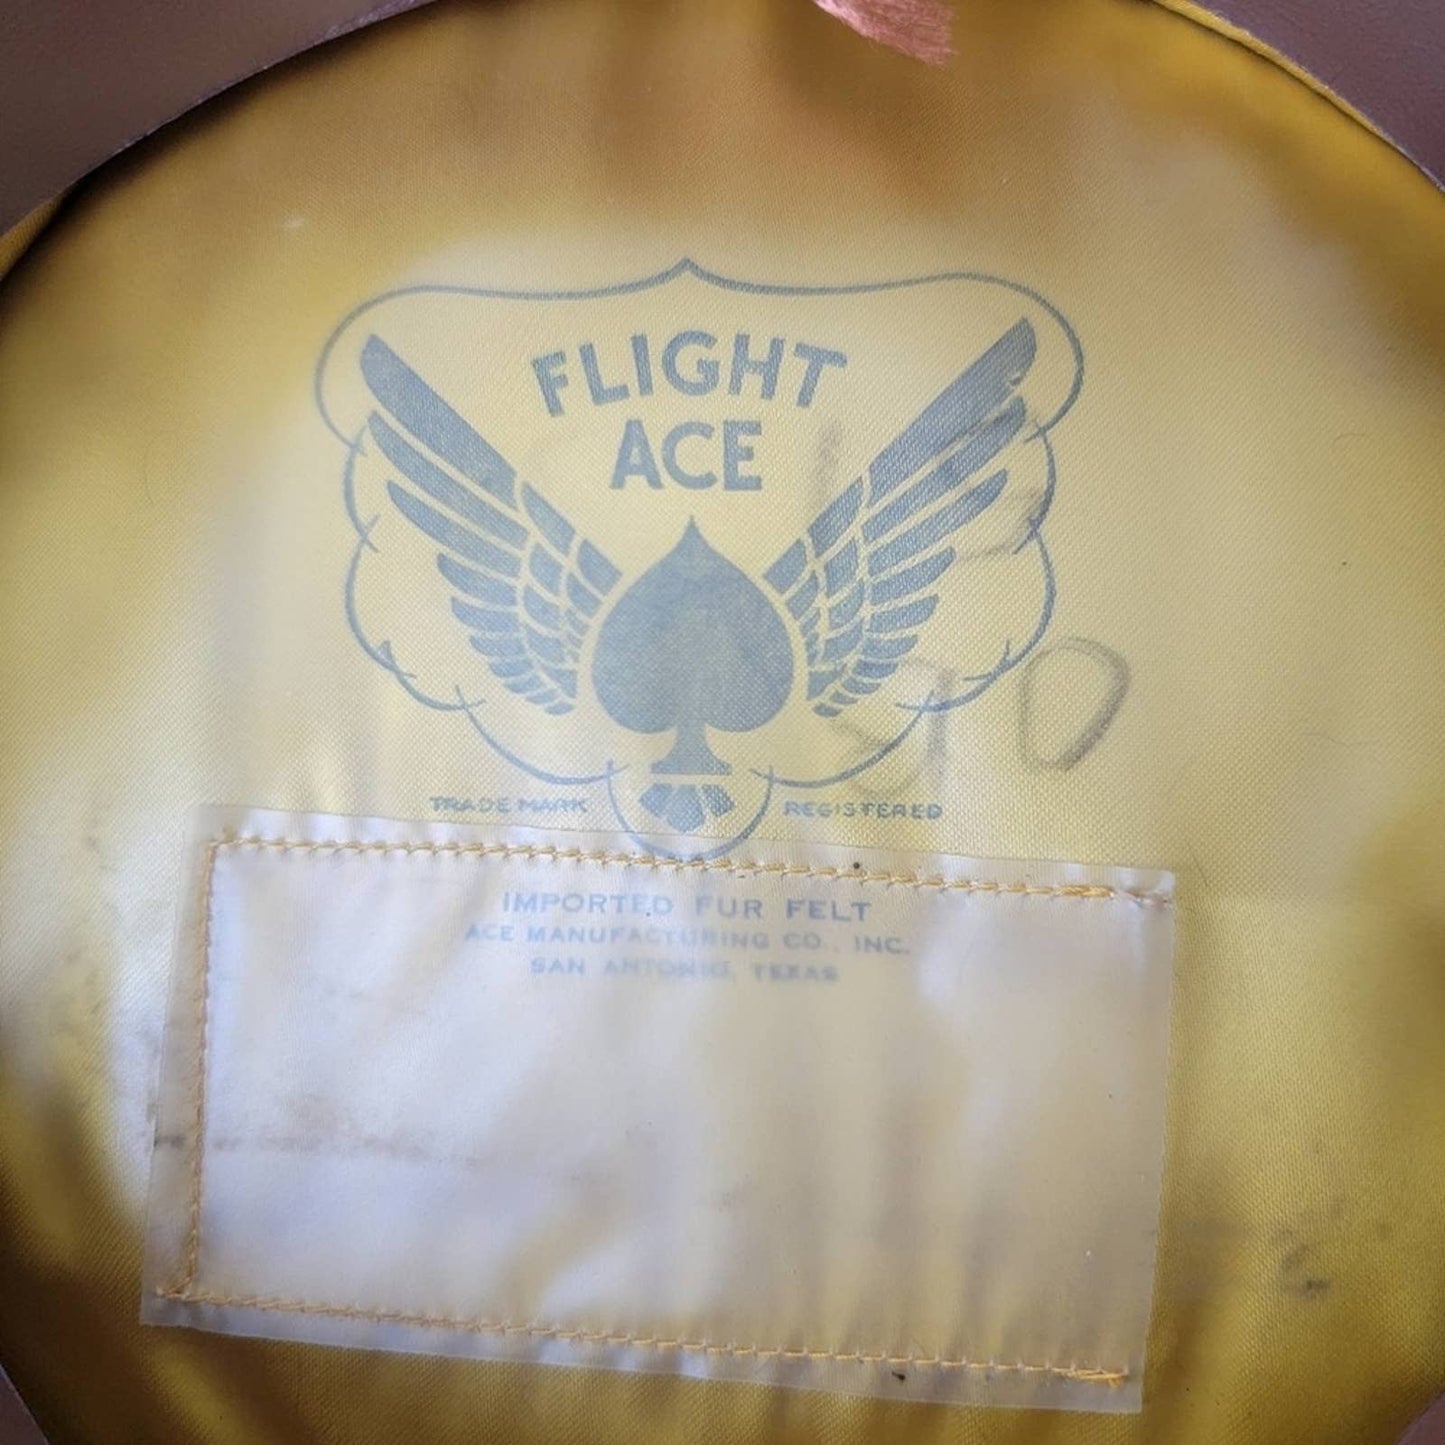 FLIGHT
ACE
TRADE MARK REGISTERED
IMPORTED FUR FELT
ACE MANUFACTURING CO., INC.
SAN ANTONIO, TEXAS